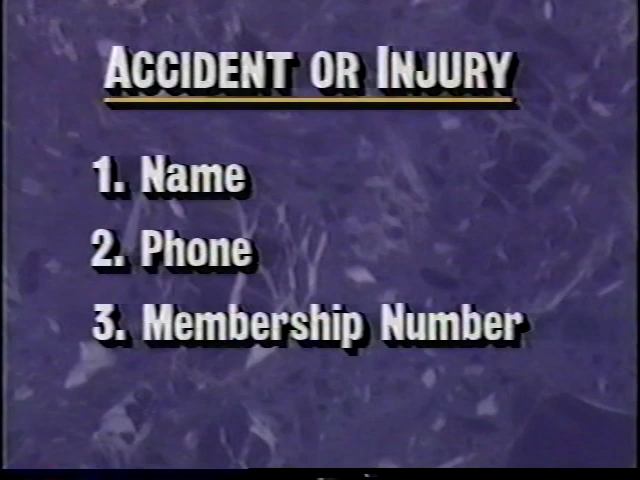 ACCIDENT OR INJURY
1. Name
2. Phone
3. Membership Number